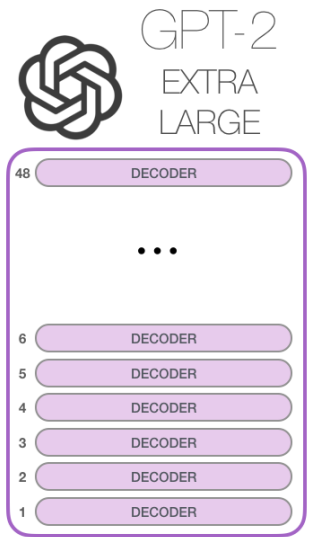 GPT-2
EXTRA
LARGE
48 DECODER
...
6 DECODER
5 DECODER
4 DECODER
3 DECODER
2 DECODER
1 DECODER